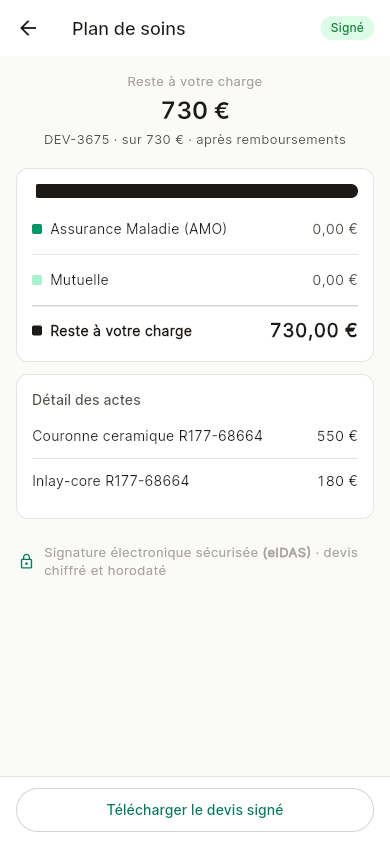 Plan de soins
Signé
Reste à votre charge
730 €
DEV-3675 · sur 730 € · après remboursements
Assurance Maladie (AMO) 0,00 €
Mutuelle 0,00 €
Reste à votre charge 730,00 €
Détail des actes
Couronne ceramique R177-68664 550 €
Inlay-core R177-68664 180 €
Signature électronique sécurisée (eIDAS) · devis
chiffré et horodaté
Télécharger le devis signé